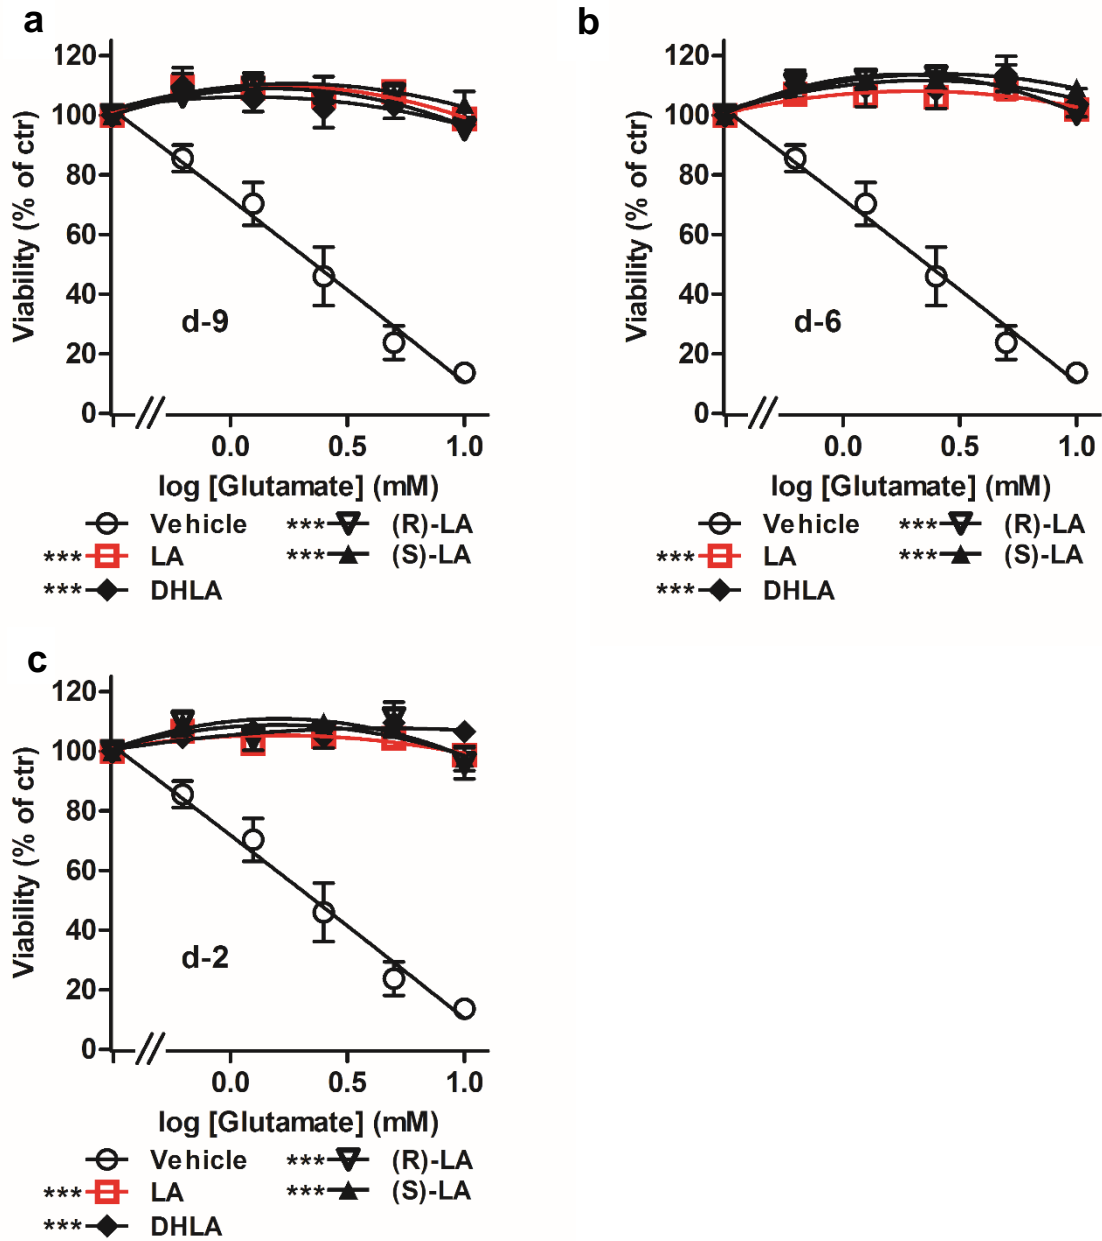 a
120
100
80
60
40
20
0
Viability (% of ctr)
d-9
0.0 0.5 1.0
log [Glutamate] (mM)
Vehicle *** (R)-LA
*** LA *** (S)-LA
*** DHLA
b
120
100
80
60
40
20
0
Viability (% of ctr)
d-6
0.0 0.5 1.0
log [Glutamate] (mM)
Vehicle *** (R)-LA
*** LA *** (S)-LA
*** DHLA
c
120
100
80
60
40
20
0
Viability (% of ctr)
d-2
0.0 0.5 1.0
log [Glutamate] (mM)
Vehicle *** (R)-LA
*** LA *** (S)-LA
*** DHLA